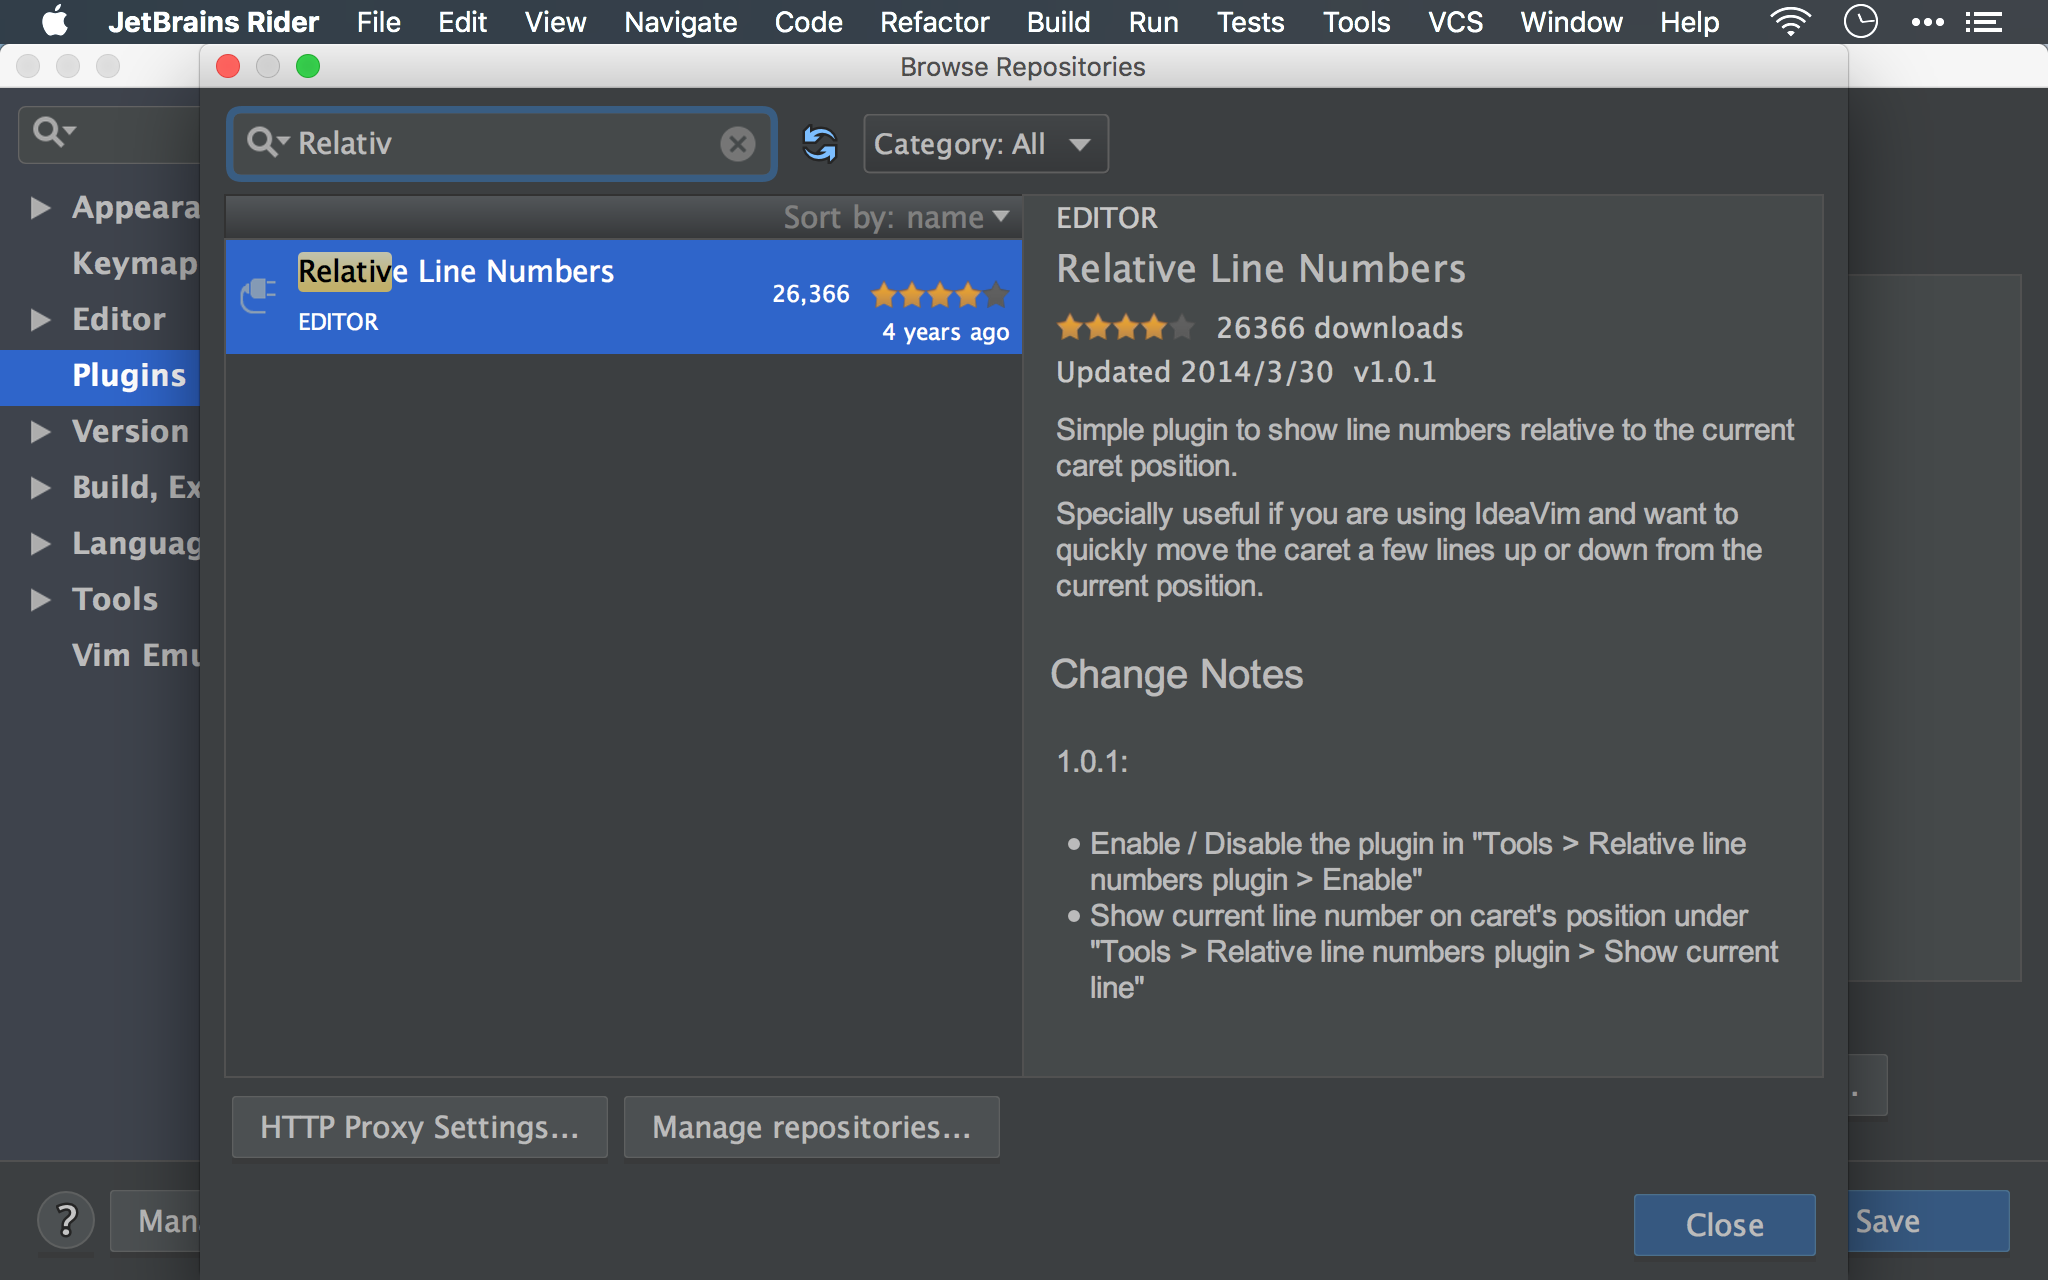 JetBrains Rider File Edit View Navigate Code Refactor Build Run Tests Tools VCS Window Help
Browse Repositories
Relativ
Category: All
Appeara
Keymap
Editor
Plugins
Version
Build, Ex
Languag
Tools
Vim Emu
Sort by: name
Relative Line Numbers
26,366
EDITOR
4 years ago
EDITOR
Relative Line Numbers
26366 downloads
Updated 2014/3/30 v1.0.1
Simple plugin to show line numbers relative to the current
caret position.
Specially useful if you are using IdeaVim and want to
quickly move the caret a few lines up or down from the
current position.
Change Notes
1.0.1:
• Enable / Disable the plugin in "Tools > Relative line
numbers plugin > Enable"
• Show current line number on caret's position under
"Tools > Relative line numbers plugin > Show current
line"
HTTP Proxy Settings...
Manage repositories...
.
?
Man
Close
Save